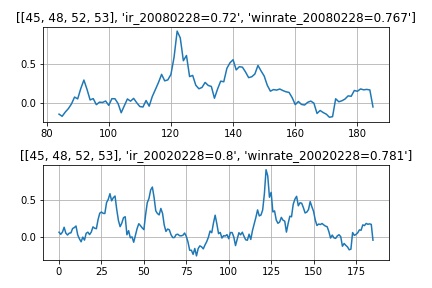 [[45, 48, 52, 53], 'ir_20080228=0.72', 'winrate_20080228=0.767']
0.5
0.0
80 100 120 140 160 180
[[45, 48, 52, 53], 'ir_20020228=0.8', 'winrate_20020228=0.781']
0.5
0.0
0 25 50 75 100 125 150 175